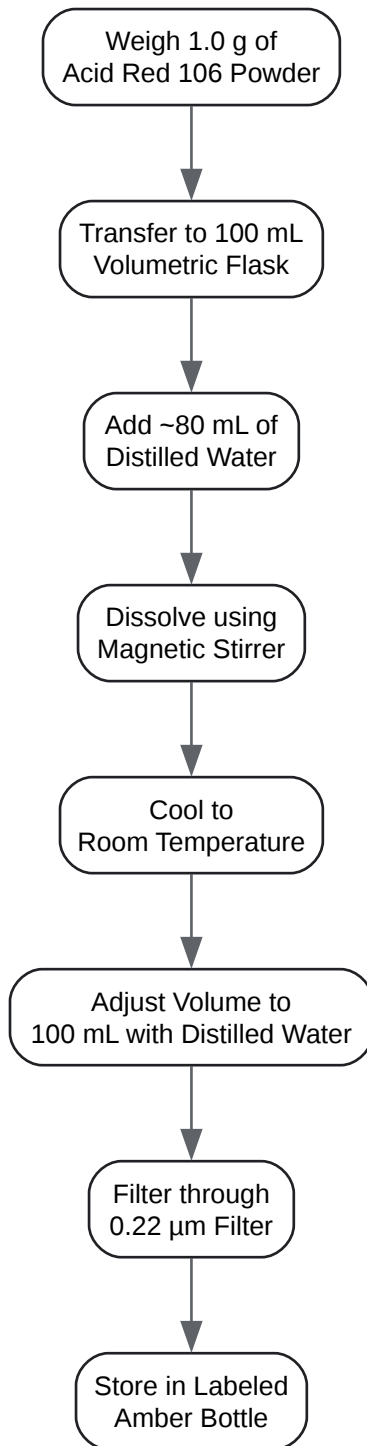 Weigh 1.0 g of
Acid Red 106 Powder
Transfer to 100 mL
Volumetric Flask
Add ~80 mL of
Distilled Water
Dissolve using
Magnetic Stirrer
Cool to
Room Temperature
Adjust Volume to
100 mL with Distilled Water
Filter through
0.22 µm Filter
Store in Labeled
Amber Bottle